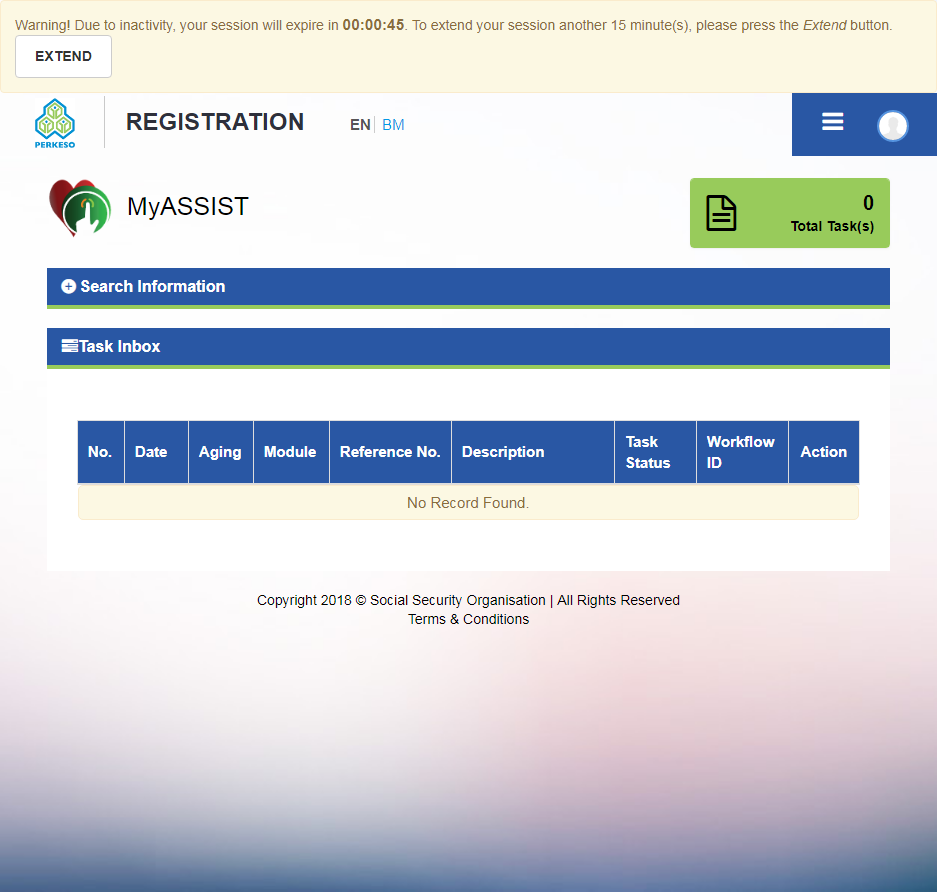 Warning! Due to inactivity, your session will expire in 00:00:45. To extend your session another 15 minute(s), please press the Extend button.
EXTEND
PERKESO
REGISTRATION
EN | BM
MyASSIST
0
Total Task(s)
Search Information
Task Inbox
No. Date Aging Module Reference No. Description Task Status Workflow ID Action
No Record Found.
Copyright 2018 © Social Security Organisation | All Rights Reserved
Terms & Conditions